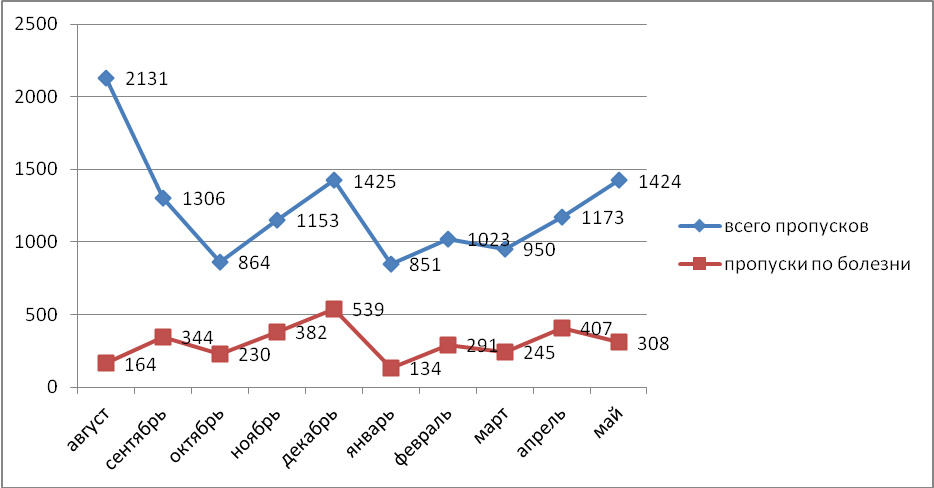 2500
2000
1500
1000
500
0
2131
1306
864
1153
1425
851
1023
950
1173
1424
164
344
230
382
539
134
291
245
407
308
август
сентябрь
октябрь
ноябрь
декабрь
январь
февраль
март
апрель
май
всего пропусков
пропуски по болезни